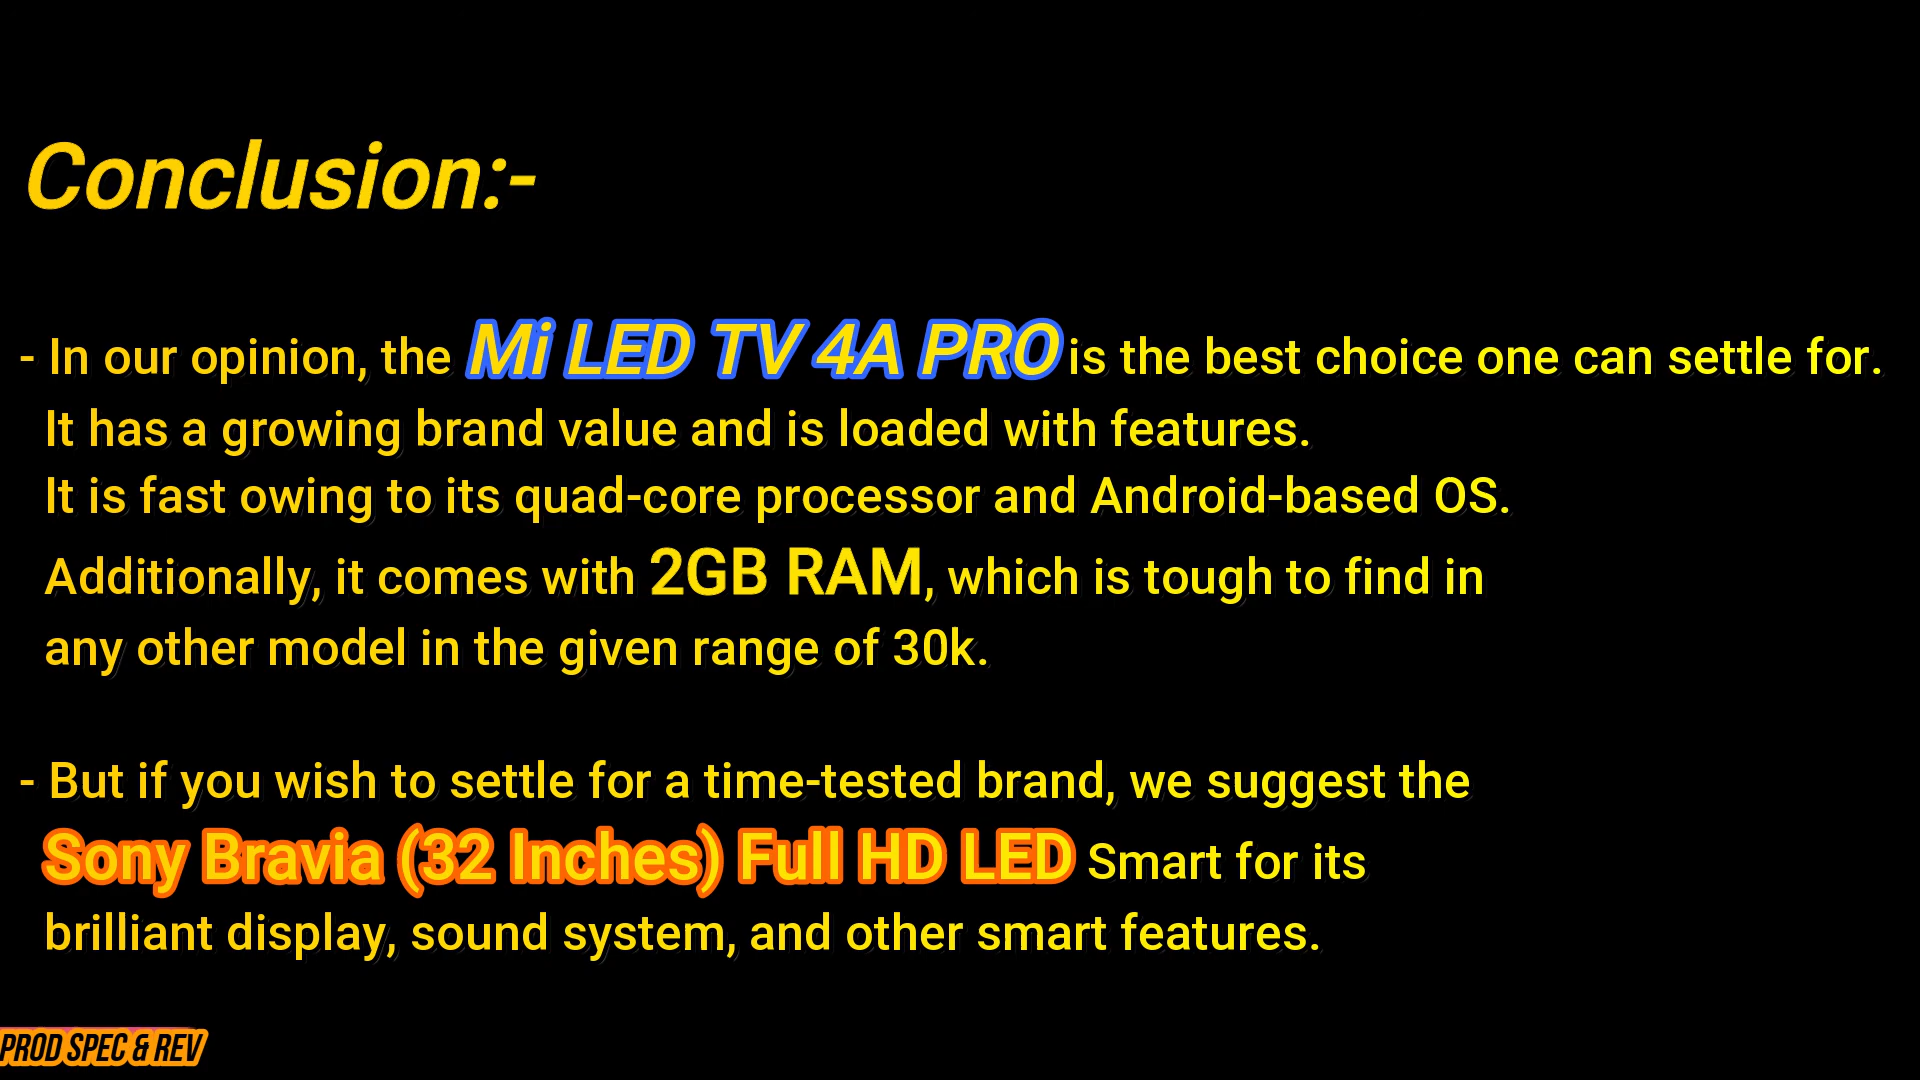 Conclusion:-
- In our opinion, the Mi LED TV 4A PRO is the best choice one can settle for.
It has a growing brand value and is loaded with features.
It is fast owing to its quad-core processor and Android-based OS.
Additionally, it comes with 2GB RAM, which is tough to find in
any other model in the given range of 30k.
- But if you wish to settle for a time-tested brand, we suggest the
Sony Bravia (32 Inches) Full HD LED Smart for its
brilliant display, sound system, and other smart features.
PROD SPEC & REV